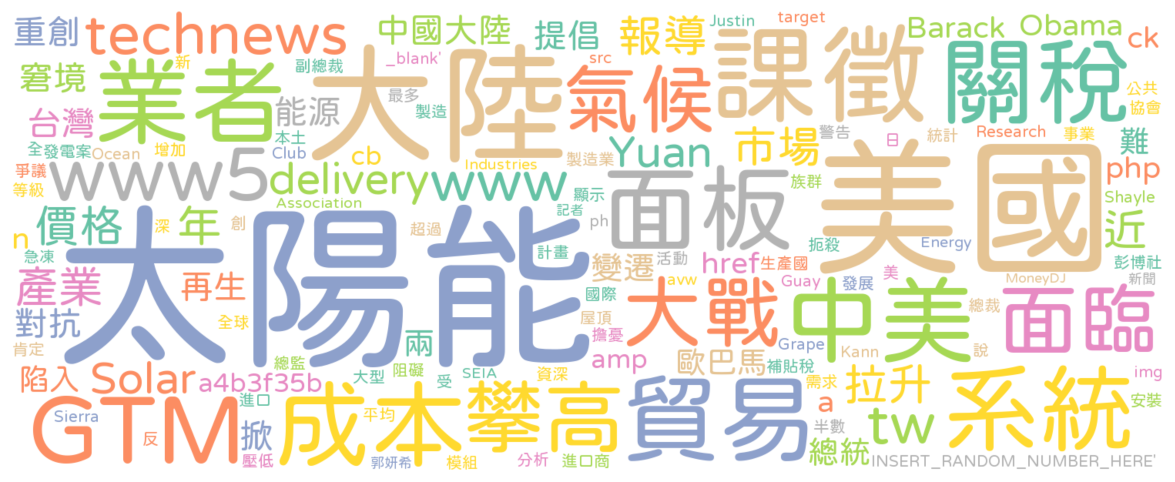 重創 technews 中國大陸 提倡 報導 Justin target Barack Obama ck
_blank' src
窘境 業者 副總裁 新 大陸 氣候 課徵 關稅
台灣 能源 最多 製造 公共 協會
全發電案 Ocean 增加 本土 Club cb Yuan 市場 警告 日 統計 Research 事業 難
爭議 www5 delivery www Industries 製造業 面板 族群 美國 php
等級 Association 顯示 Shayle
n 價格 深 年 創 太陽能 超過 記者 ph 扼殺 Energy 近
急凍 計畫 變遷 活動 href 生產國 彭博社
產業 再生 國際 avw Guay 美 發展 MoneyDJ 新聞
對抗 全球 屋頂 大戰 中美 總裁 面臨
肯定 總監 兩 擔憂 amp 歐巴馬 Grape Kann 說
陷入 Solar a4b3f35b 大型 阻礙 受 SEIA 資深 補貼稅 img
GTM 進口 成本攀高 貿易 需求 a 拉升 系統 安裝
Sierra 反 掀 平均 半數 tw
壓低 郭妍希 模組 分析 進口商 總統 INSERT_RANDOM_NUMBER_HERE'